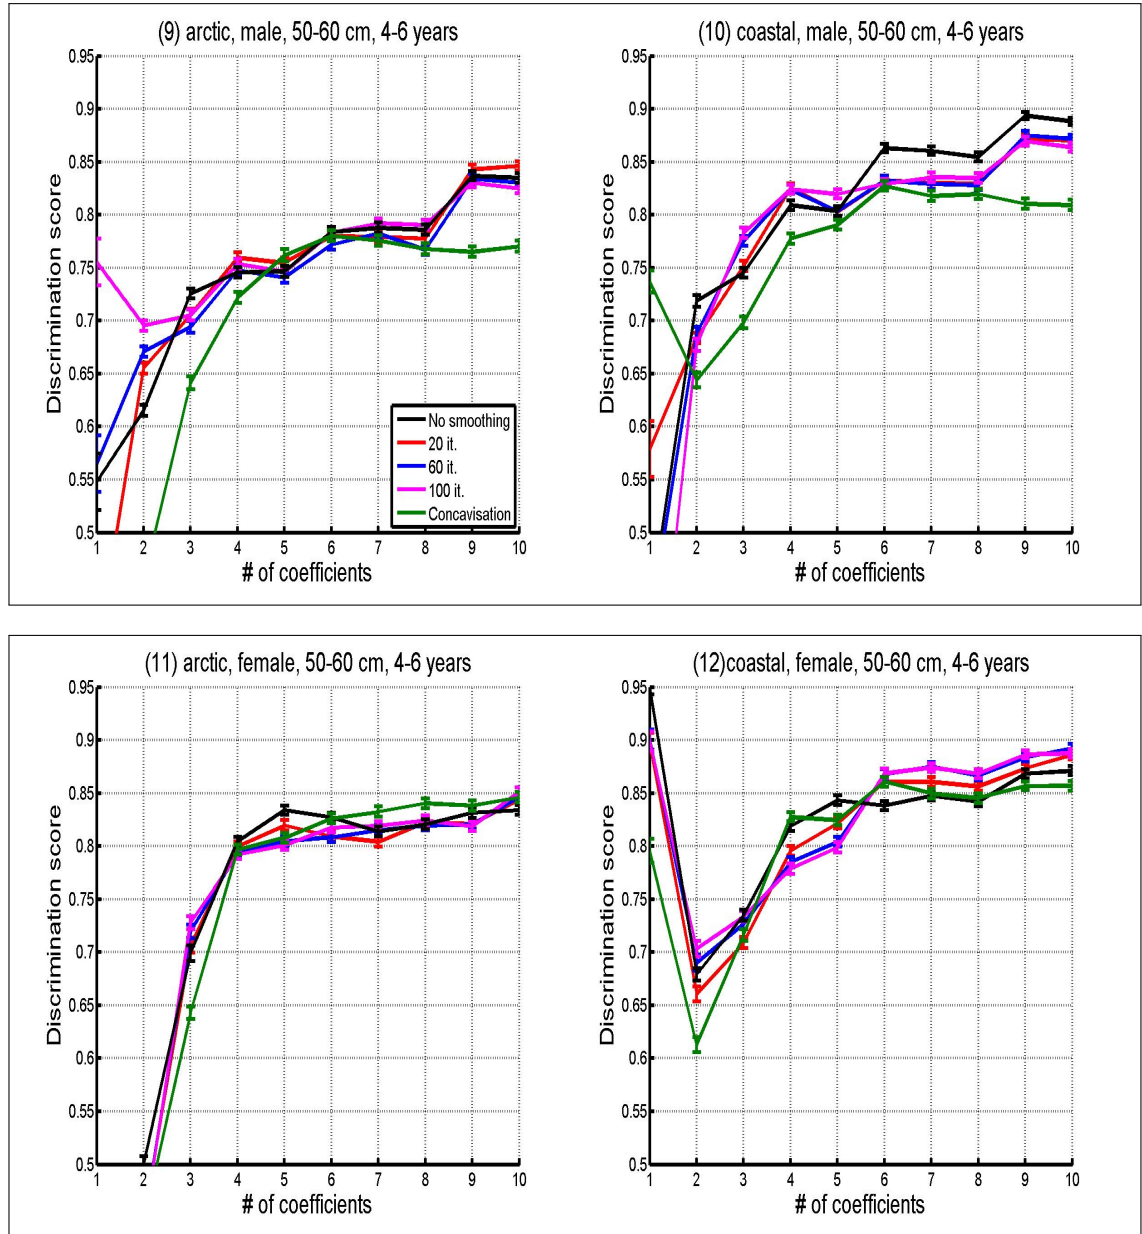 (9) arctic, male, 50-60 cm, 4-6 years
Discrimination score
0.95
0.9
0.85
0.8
0.75
0.7
0.65
0.6
0.55
0.5
No smoothing
20 it.
60 it.
100 it.
Concavisation
1 2 3 4 5 6 7 8 9 10
# of coefficients
(10) coastal, male, 50-60 cm, 4-6 years
Discrimination score
0.95
0.9
0.85
0.8
0.75
0.7
0.65
0.6
0.55
0.5
1 2 3 4 5 6 7 8 9 10
# of coefficients
(11) arctic, female, 50-60 cm, 4-6 years
Discrimination score
0.95
0.9
0.85
0.8
0.75
0.7
0.65
0.6
0.55
0.5
1 2 3 4 5 6 7 8 9 10
# of coefficients
(12)coastal, female, 50-60 cm, 4-6 years
Discrimination score
0.95
0.9
0.85
0.8
0.75
0.7
0.65
0.6
0.55
0.5
1 2 3 4 5 6 7 8 9 10
# of coefficients